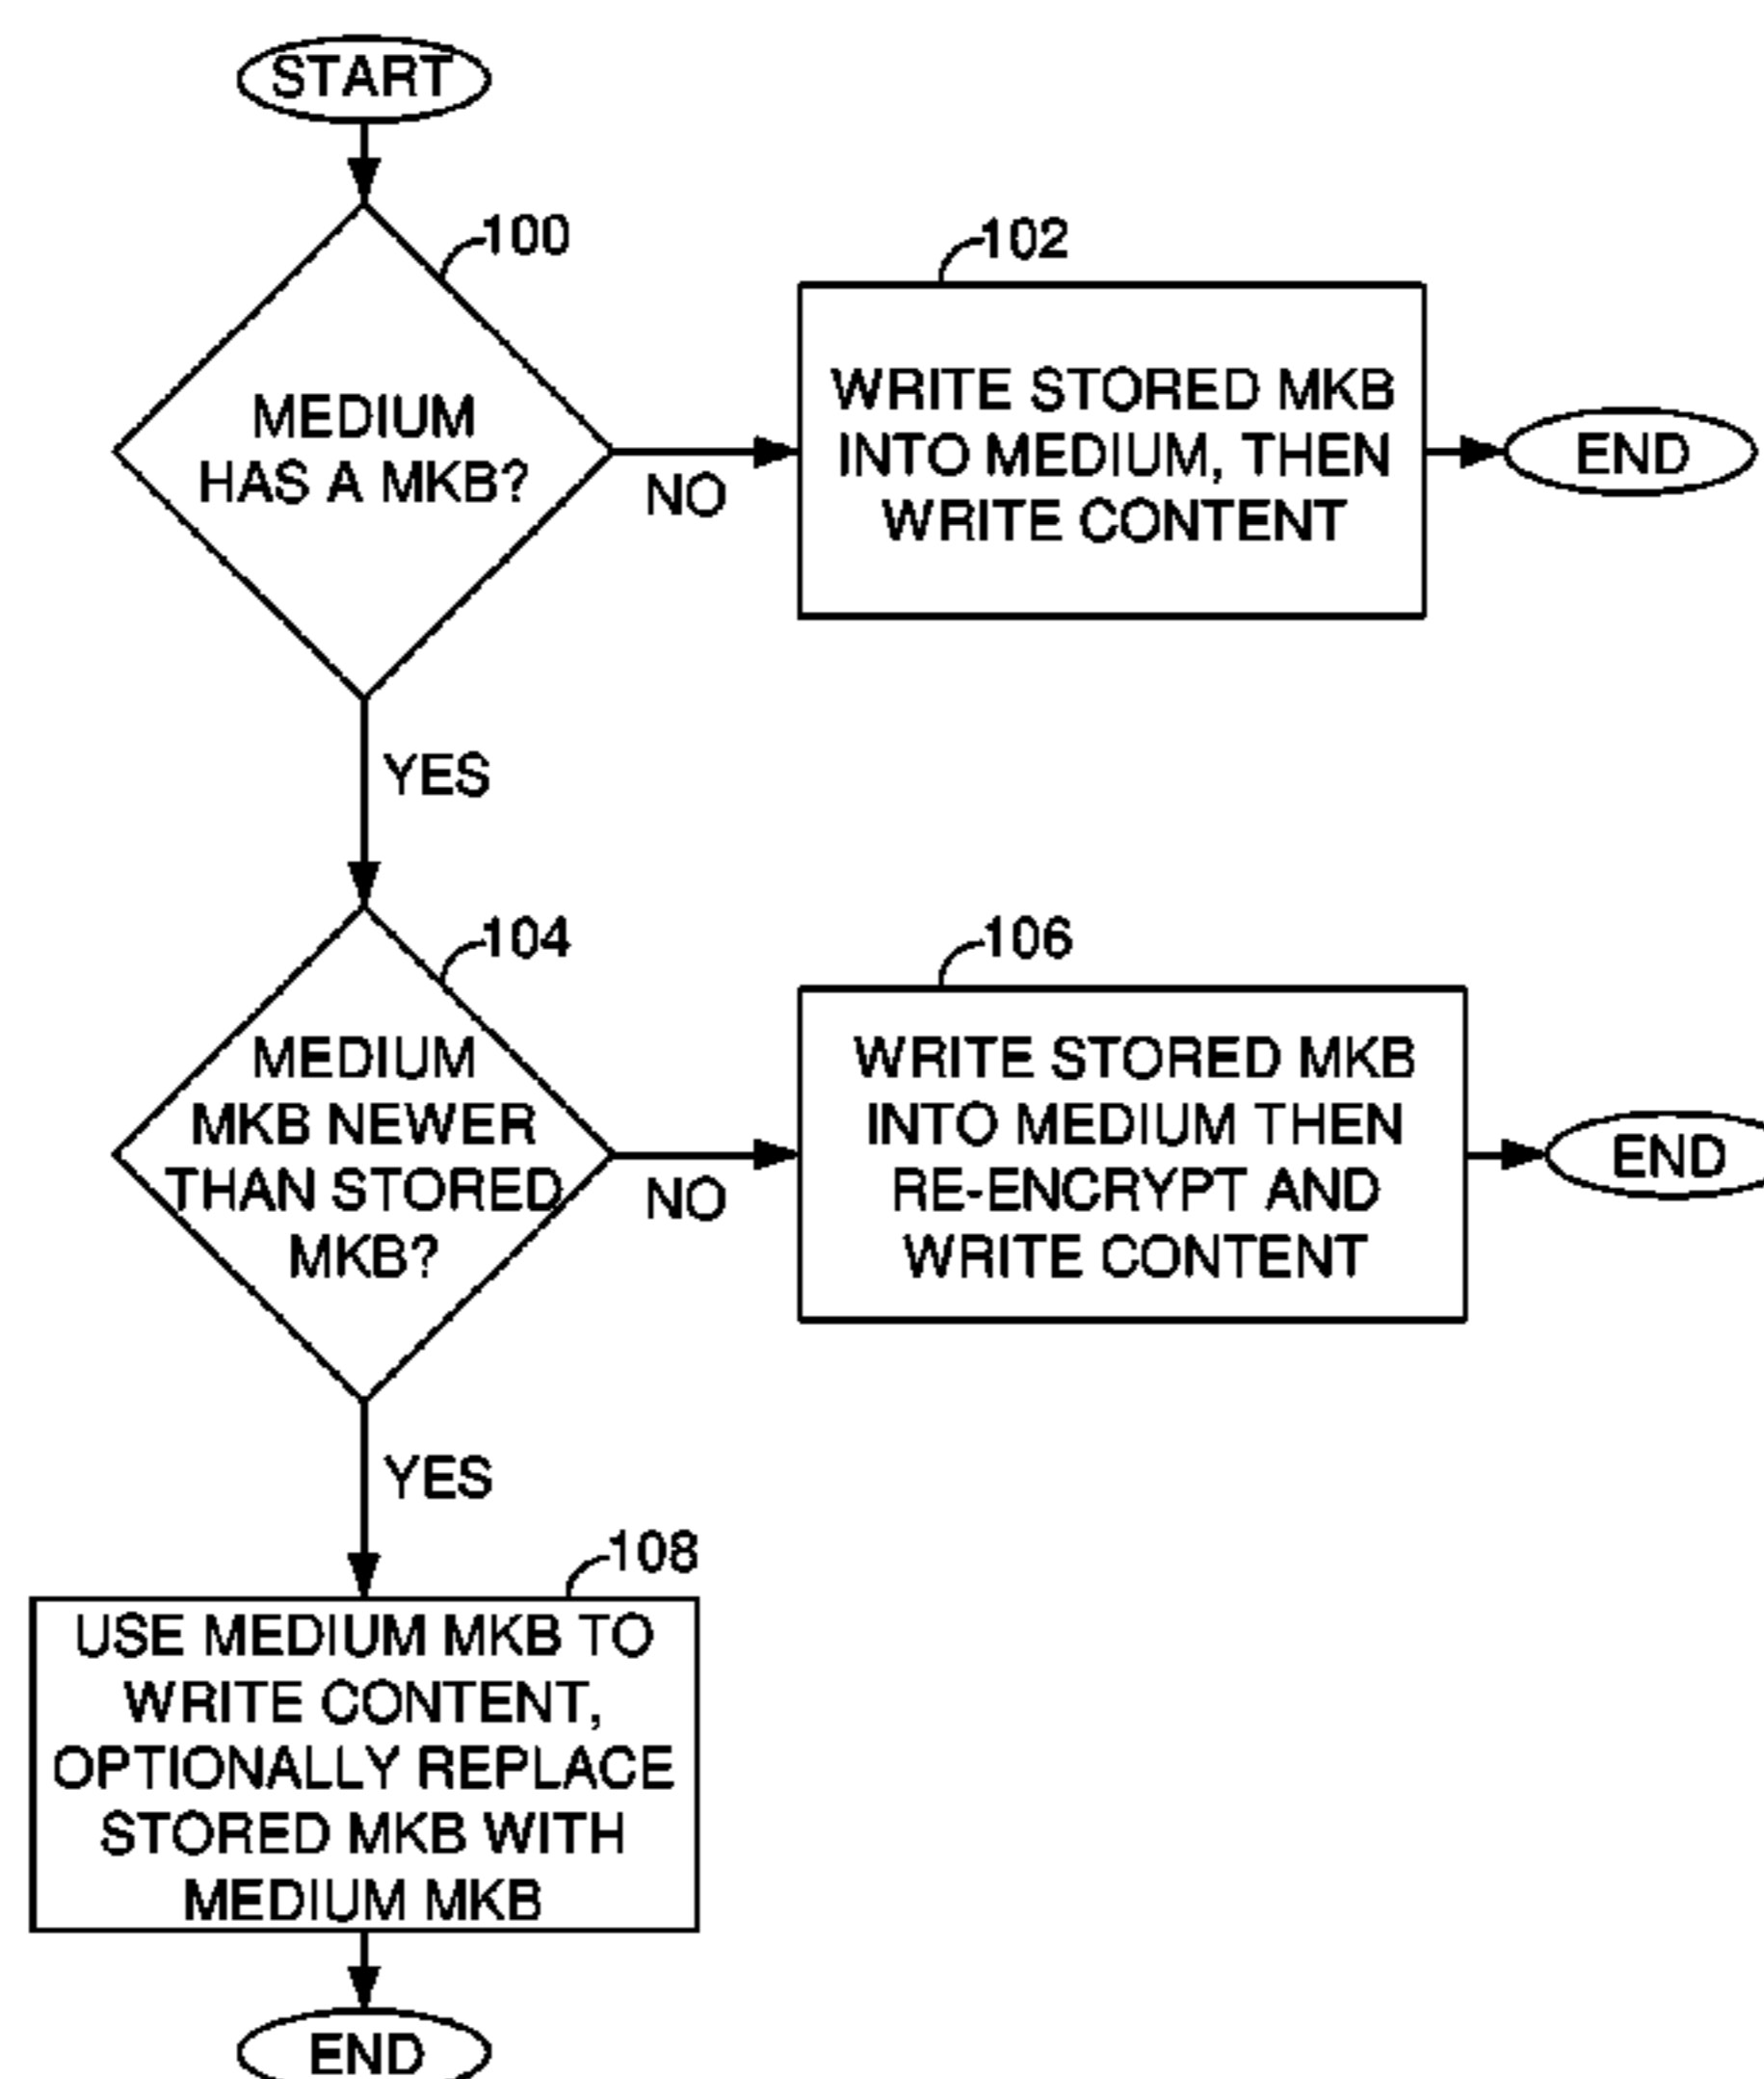 START
100
MEDIUM
HAS A MKB?
NO
102
WRITE STORED MKB
INTO MEDIUM, THEN
WRITE CONTENT
END
YES
104
MEDIUM
MKB NEWER
THAN STORED
MKB?
NO
106
WRITE STORED MKB
INTO MEDIUM THEN
RE-ENCRYPT AND
WRITE CONTENT
END
YES
108
USE MEDIUM MKB TO
WRITE CONTENT,
OPTIONALLY REPLACE
STORED MKB WITH
MEDIUM MKB
END